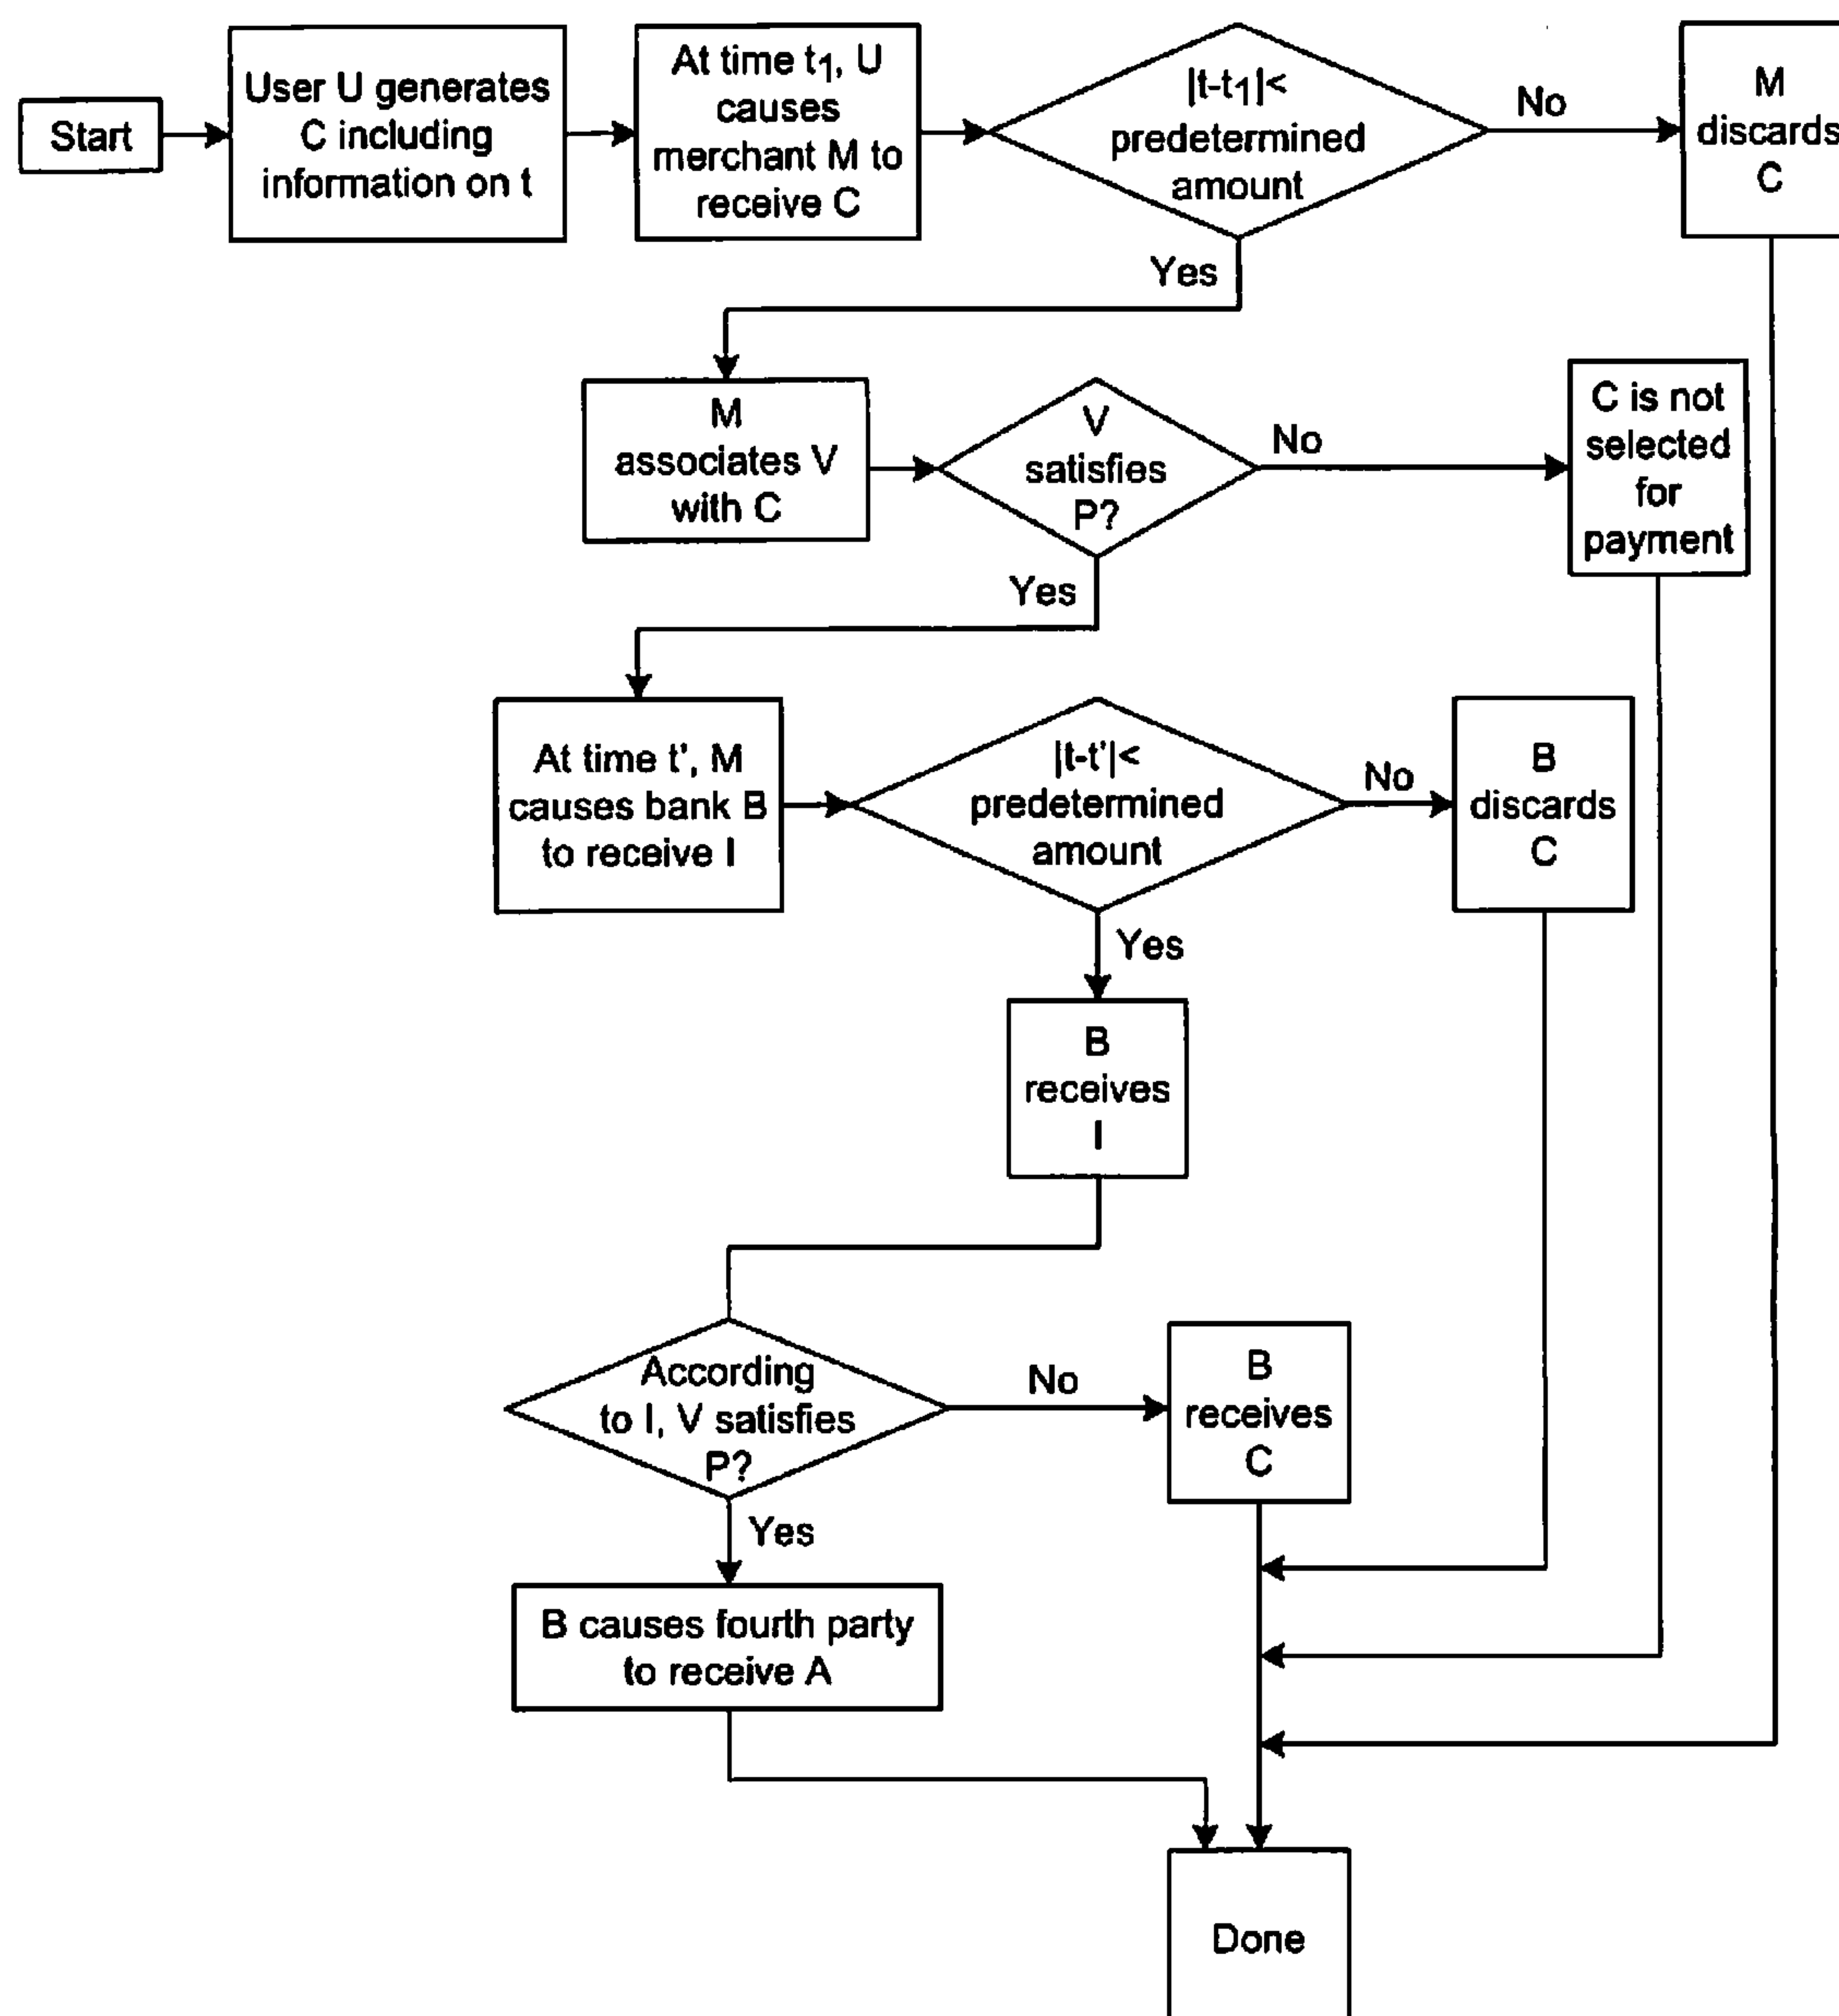 Start
User U generates
C including
information on t
At time t₁, U
causes
merchant M to
receive C
|t-t₁|<
predetermined
amount
No
M
discards
C
Yes
M
associates V
with C
V
satisfies
P?
No
C is not
selected
for
payment
Yes
At time t', M
causes bank B
to receive I
|t-t'|<
predetermined
amount
No
B
discards
C
Yes
B
receives
I
According
to I, V satisfies
P?
No
B
receives
C
Yes
B causes fourth party
to receive A
Done